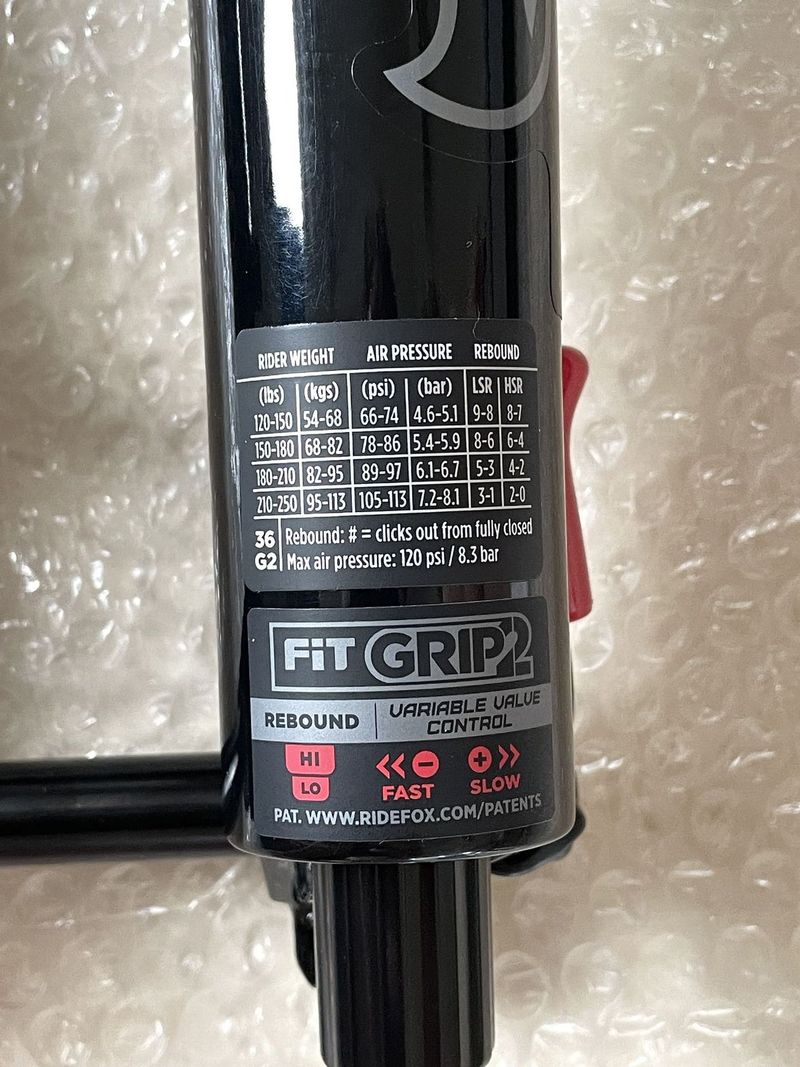 RIDER WEIGHT AIR PRESSURE REBOUND
(lbs) (kgs) (psi) (bar) LSR HSR
120-150 54-68 66-74 4.6-5.1 9-8 8-7
150-180 68-82 78-86 5.4-5.9 8-6 6-4
180-210 82-95 89-97 6.1-6.7 5-3 4-2
210-250 95-113 105-113 7.2-8.1 3-1 2-0
36 Rebound: # = clicks out from fully closed
G2 Max air pressure: 120 psi / 8.3 bar
FiT GRIP2
REBOUND VARIABLE VALVE
CONTROL
HI << - + >>
LO FAST SLOW
PAT. WWW.RIDEFOX.COM/PATENTS